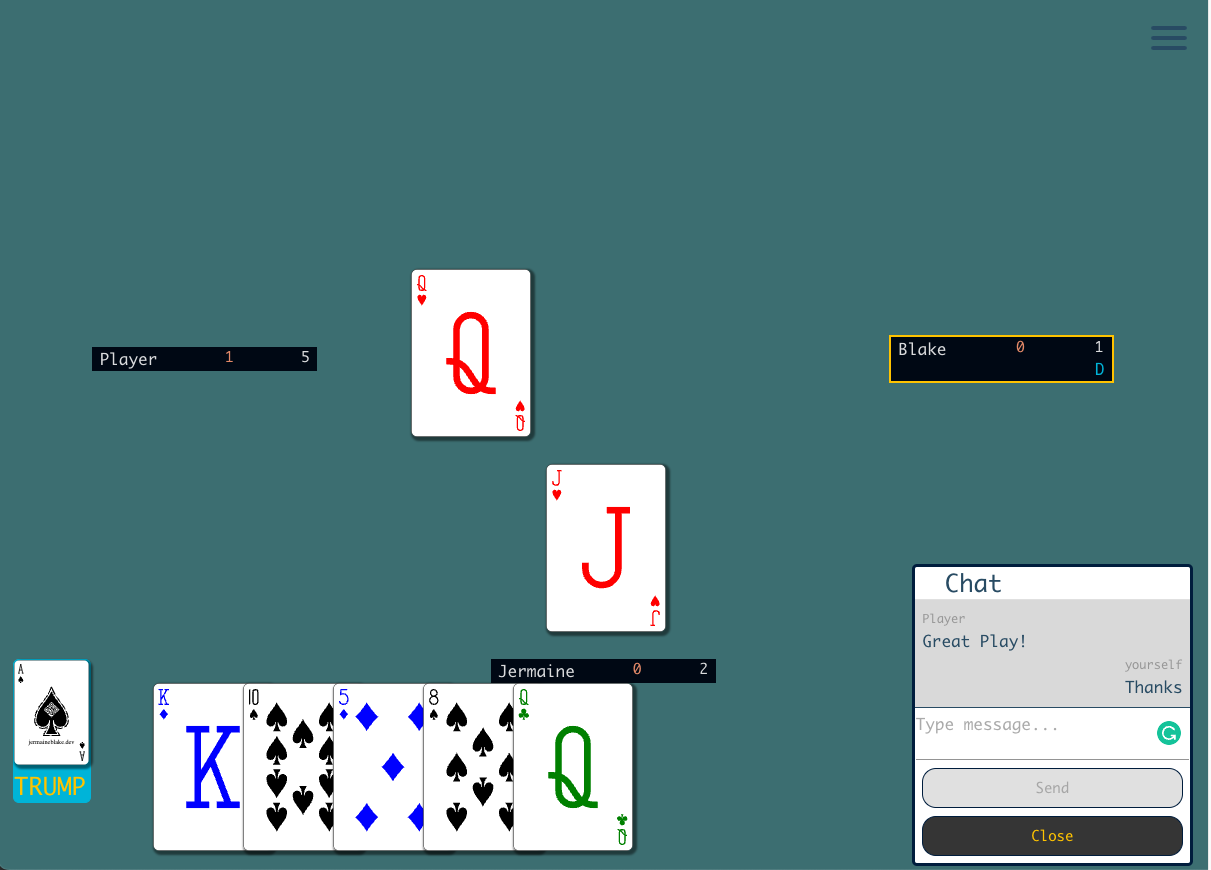 Q
Q
Q
Player 1 5
Blake 0 1
D
J
J
J
Chat
Player
Great Play!
yourself
Thanks
Type message...
Send
Close
Jermaine 0 2
A
jermaineblake.dev
A
TRUMP
K
K
10
5
8
Q
Q
Q